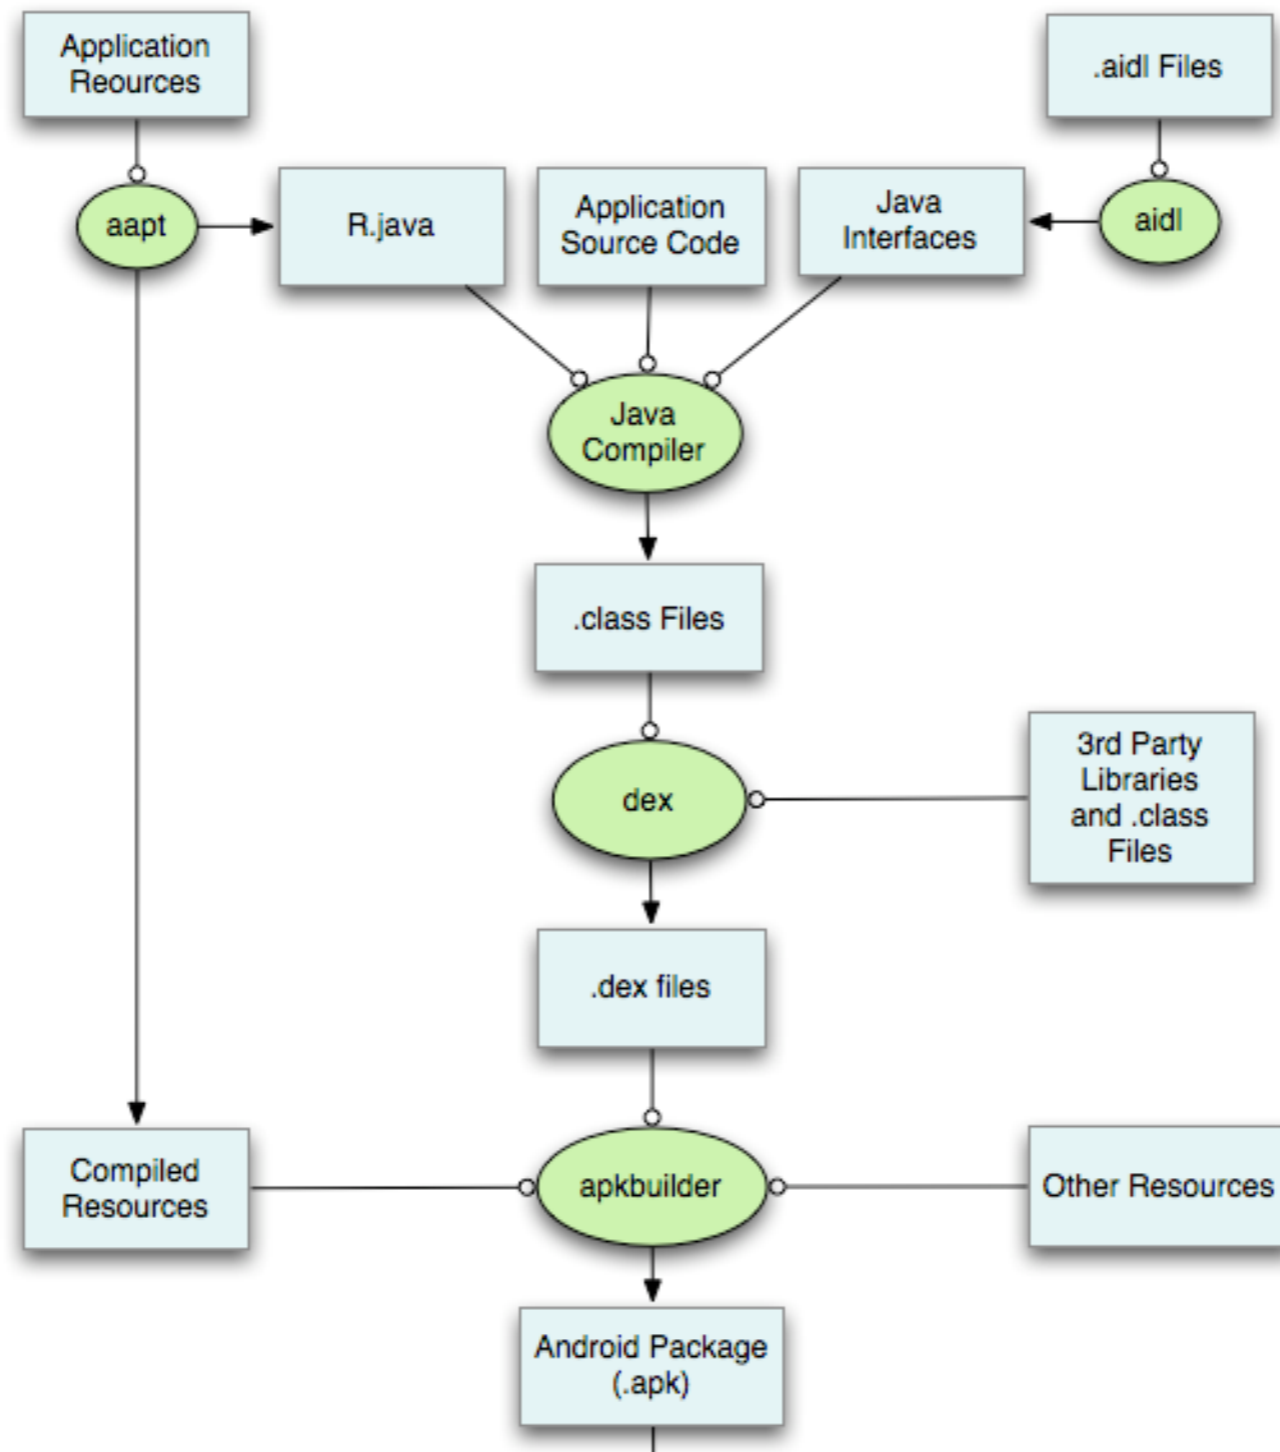 Application
Reources
.aidl Files
aapt
R.java
Application
Source Code
Java
Interfaces
aidl
Java
Compiler
.class Files
dex
3rd Party
Libraries
and .class
Files
.dex files
Compiled
Resources
apkbuilder
Other Resources
Android Package
(.apk)